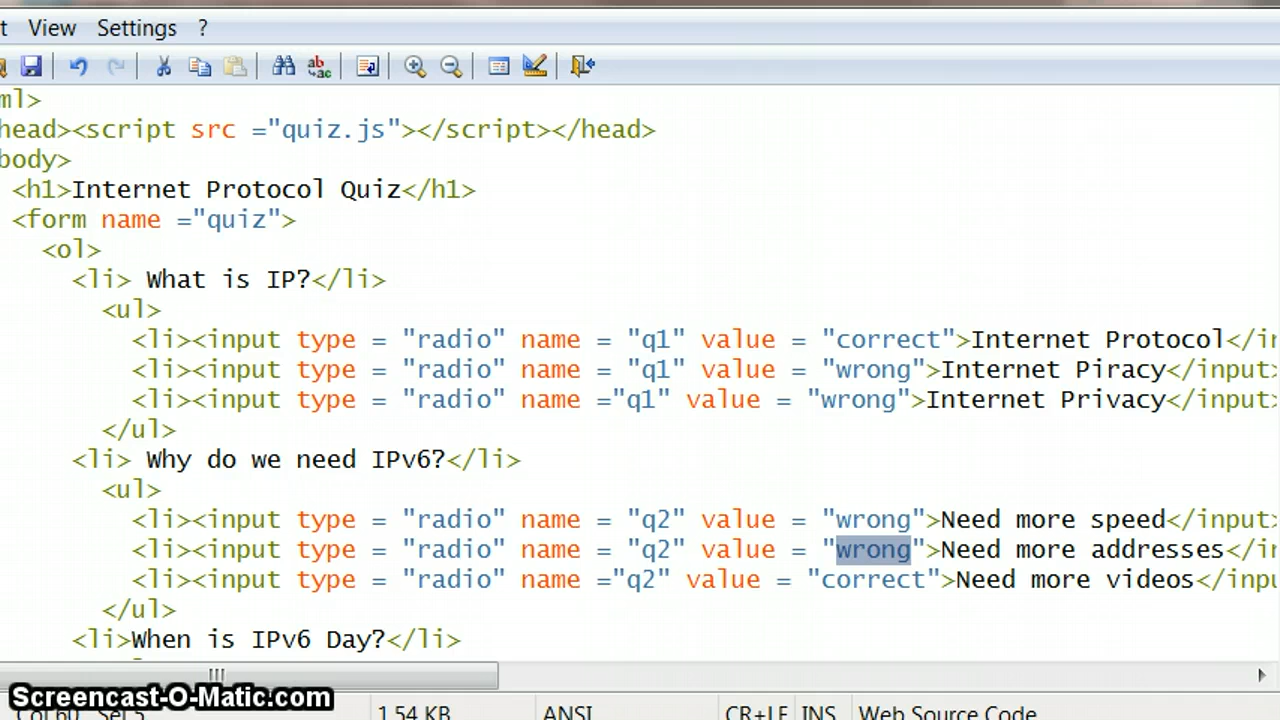 t View Settings ?
ml>
head><script src ="quiz.js"></script></head>
body>
<h1>Internet Protocol Quiz</h1>
<form name ="quiz">
<ol>
<li> What is IP?</li>
<ul>
<li><input type = "radio" name = "q1" value = "correct">Internet Protocol</in
<li><input type = "radio" name = "q1" value = "wrong">Internet Piracy</input>
<li><input type = "radio" name ="q1" value = "wrong">Internet Privacy</input>
</ul>
<li> Why do we need IPv6?</li>
<ul>
<li><input type = "radio" name = "q2" value = "wrong">Need more speed</input>
<li><input type = "radio" name = "q2" value = "wrong">Need more addresses</in
<li><input type = "radio" name ="q2" value = "correct">Need more videos</inpu
</ul>
<li>When is IPv6 Day?</li>
Screencast-O-Matic.com
1.54 KB ANSI CR+LF INS Web Source Code